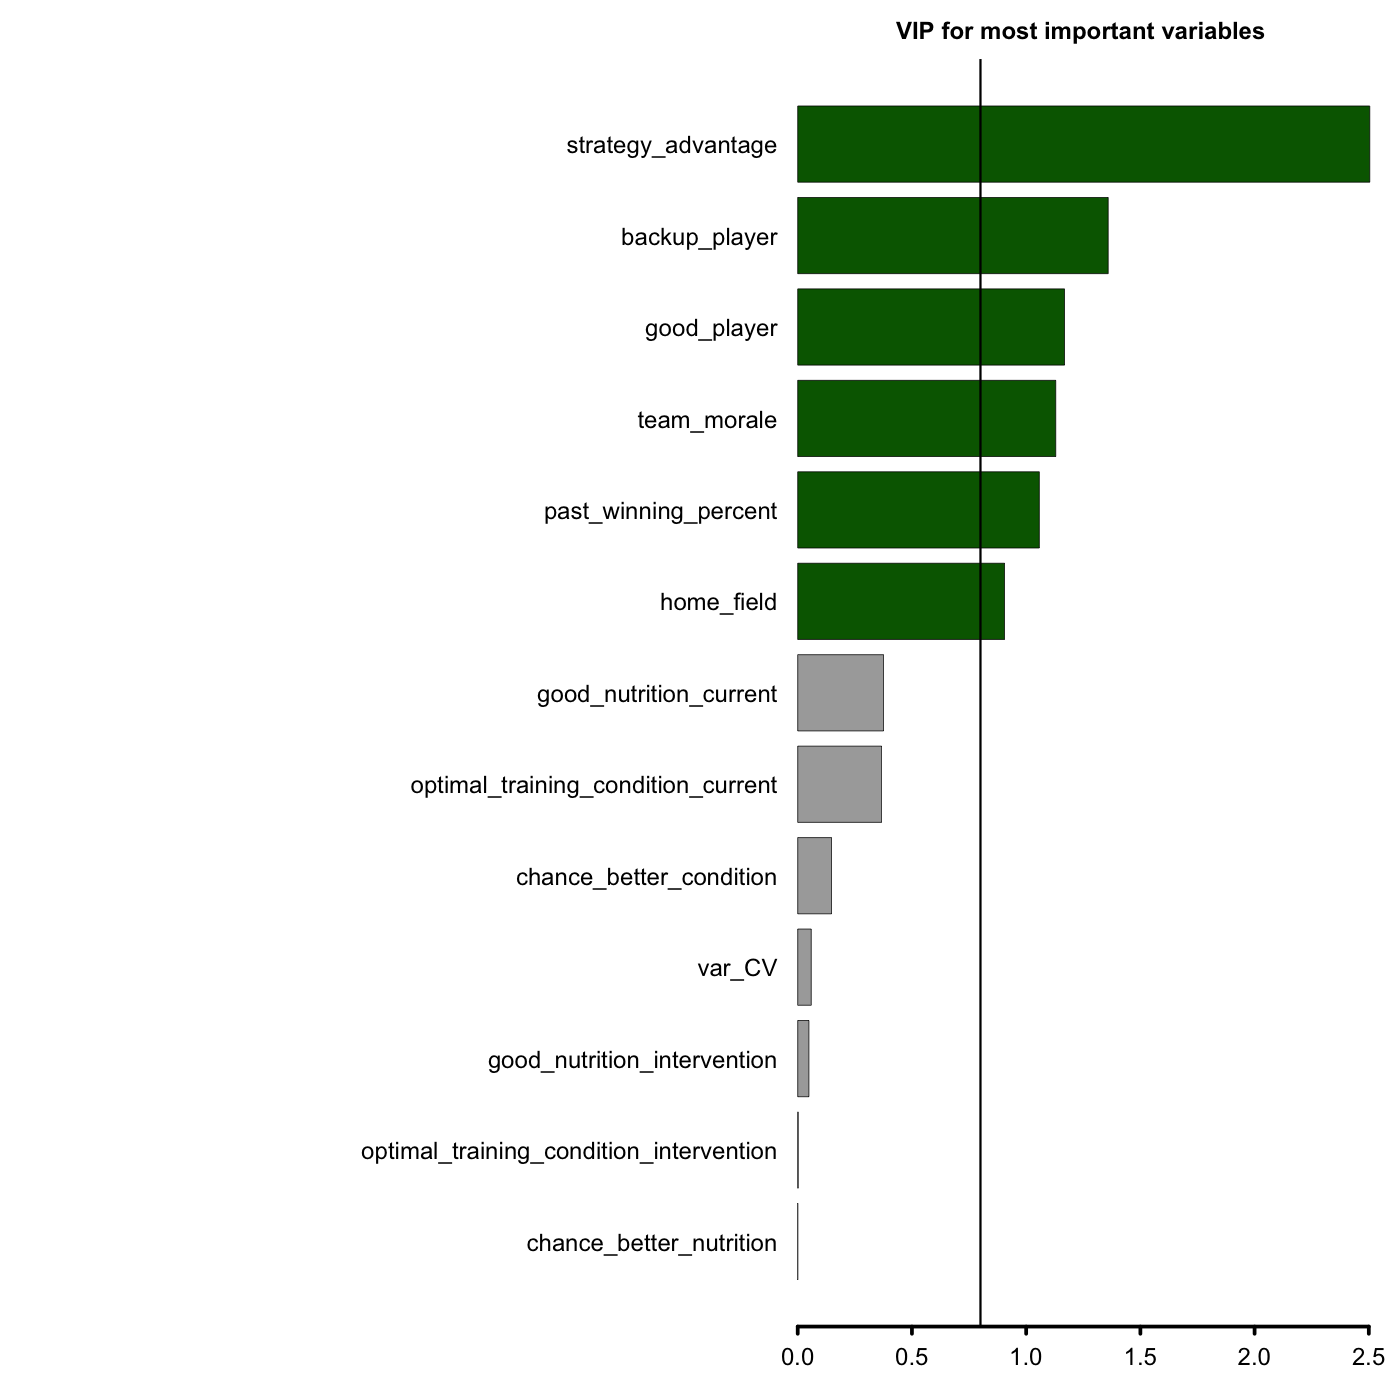 VIP for most important variables
strategy_advantage
backup_player
good_player
team_morale
past_winning_percent
home_field
good_nutrition_current
optimal_training_condition_current
chance_better_condition
var_CV
good_nutrition_intervention
optimal_training_condition_intervention
chance_better_nutrition
0.0 0.5 1.0 1.5 2.0 2.5